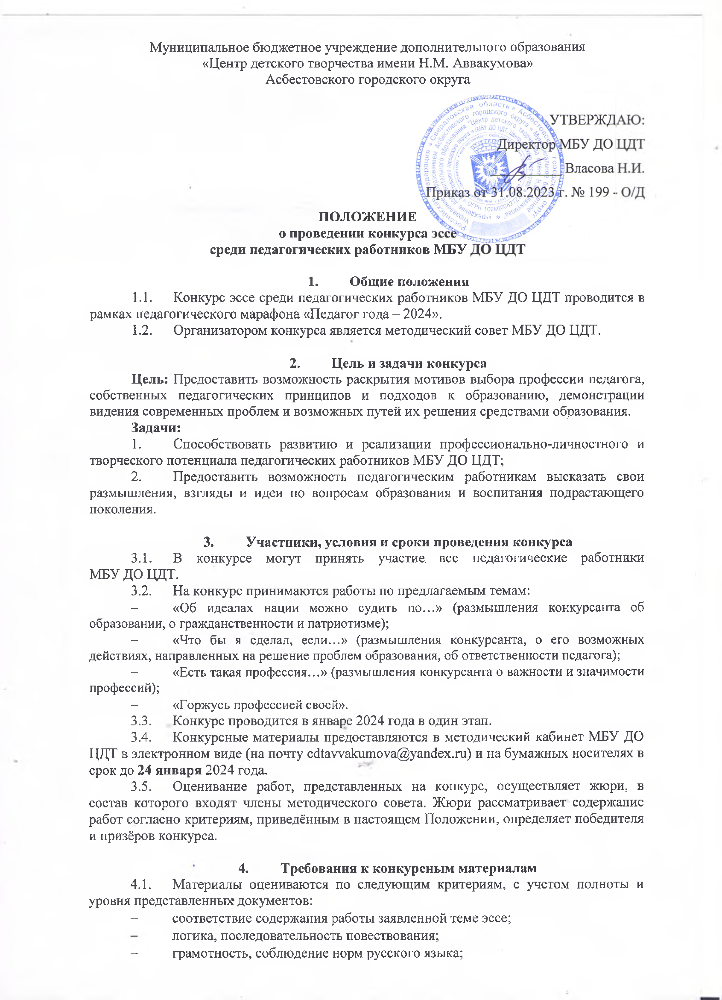 Муниципальное бюджетное учреждение дополнительного образования
«Центр детского творчества имени Н.М. Аввакумова»
Асбестовского городского округа
УТВЕРЖДАЮ:
Директор МБУ ДО ЦДТ
Власова Н.И.
Приказ от 31.08.2023 г. № 199 - О/Д
ПОЛОЖЕНИЕ
о проведении конкурса эссе
среди педагогических работников МБУ ДО ЦДТ
1. Общие положения
1.1. Конкурс эссе среди педагогических работников МБУ ДО ЦДТ проводится в
рамках педагогического марафона «Педагог года – 2024».
1.2. Организатором конкурса является методический совет МБУ ДО ЦДТ.
2. Цель и задачи конкурса
Цель: Предоставить возможность раскрытия мотивов выбора профессии педагога,
собственных педагогических принципов и подходов к образованию, демонстрации
видения современных проблем и возможных путей их решения средствами образования.
Задачи:
1. Способствовать развитию и реализации профессионально-личностного и
творческого потенциала педагогических работников МБУ ДО ЦДТ;
2. Предоставить возможность педагогическим работникам высказать свои
размышления, взгляды и идеи по вопросам образования и воспитания подрастающего
поколения.
3. Участники, условия и сроки проведения конкурса
3.1. В конкурсе могут принять участие все педагогические работники
МБУ ДО ЦДТ.
3.2. На конкурс принимаются работы по предлагаемым темам:
– «Об идеалах нации можно судить по…» (размышления конкурсанта об
образовании, о гражданственности и патриотизме);
– «Что бы я сделал, если…» (размышления конкурсанта, о его возможных
действиях, направленных на решение проблем образования, об ответственности педагога);
– «Есть такая профессия…» (размышления конкурсанта о важности и значимости
профессий);
– «Горжусь профессией своей».
3.3. Конкурс проводится в январе 2024 года в один этап.
3.4. Конкурсные материалы предоставляются в методический кабинет МБУ ДО
ЦДТ в электронном виде (на почту cdtavvakumova@yandex.ru) и на бумажных носителях в
срок до 24 января 2024 года.
3.5. Оценивание работ, представленных на конкурс, осуществляет жюри, в
состав которого входят члены методического совета. Жюри рассматривает содержание
работ согласно критериям, приведённым в настоящем Положении, определяет победителя
и призёров конкурса.
4. Требования к конкурсным материалам
4.1. Материалы оцениваются по следующим критериям, с учетом полноты и
уровня представленных документов:
– соответствие содержания работы заявленной теме эссе;
– логика, последовательность повествования;
– грамотность, соблюдение норм русского языка;